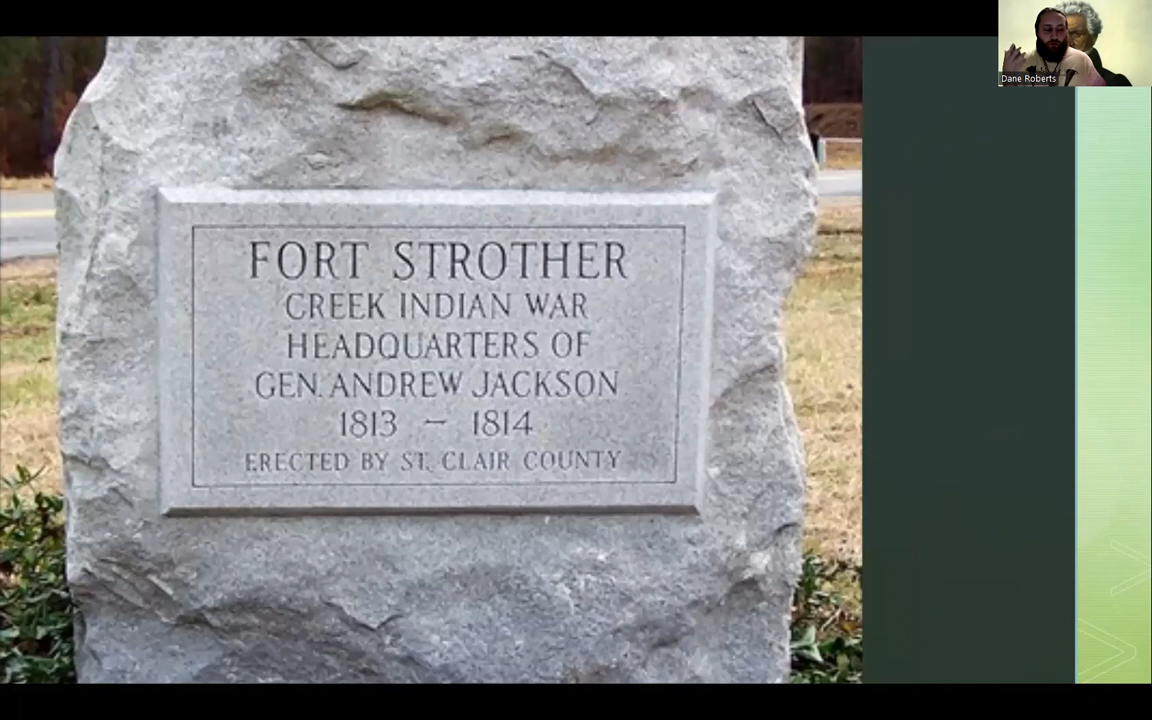 Dane Roberts
FORT STROTHER
CREEK INDIAN WAR
HEADQUARTERS OF
GEN. ANDREW JACKSON
1813 — 1814
ERECTED BY ST. CLAIR COUNTY